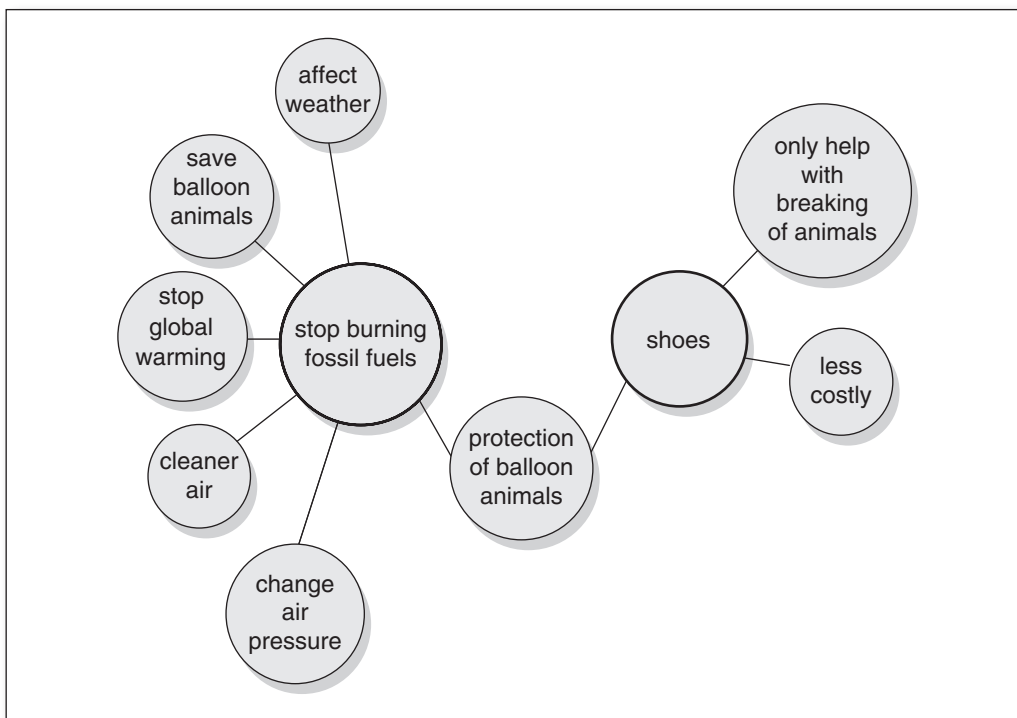 affect
weather
save
balloon
animals
stop
global
warming
cleaner
air
change
air
pressure
stop burning
fossil fuels
protection
of balloon
animals
shoes
only help
with
breaking
of animals
less
costly